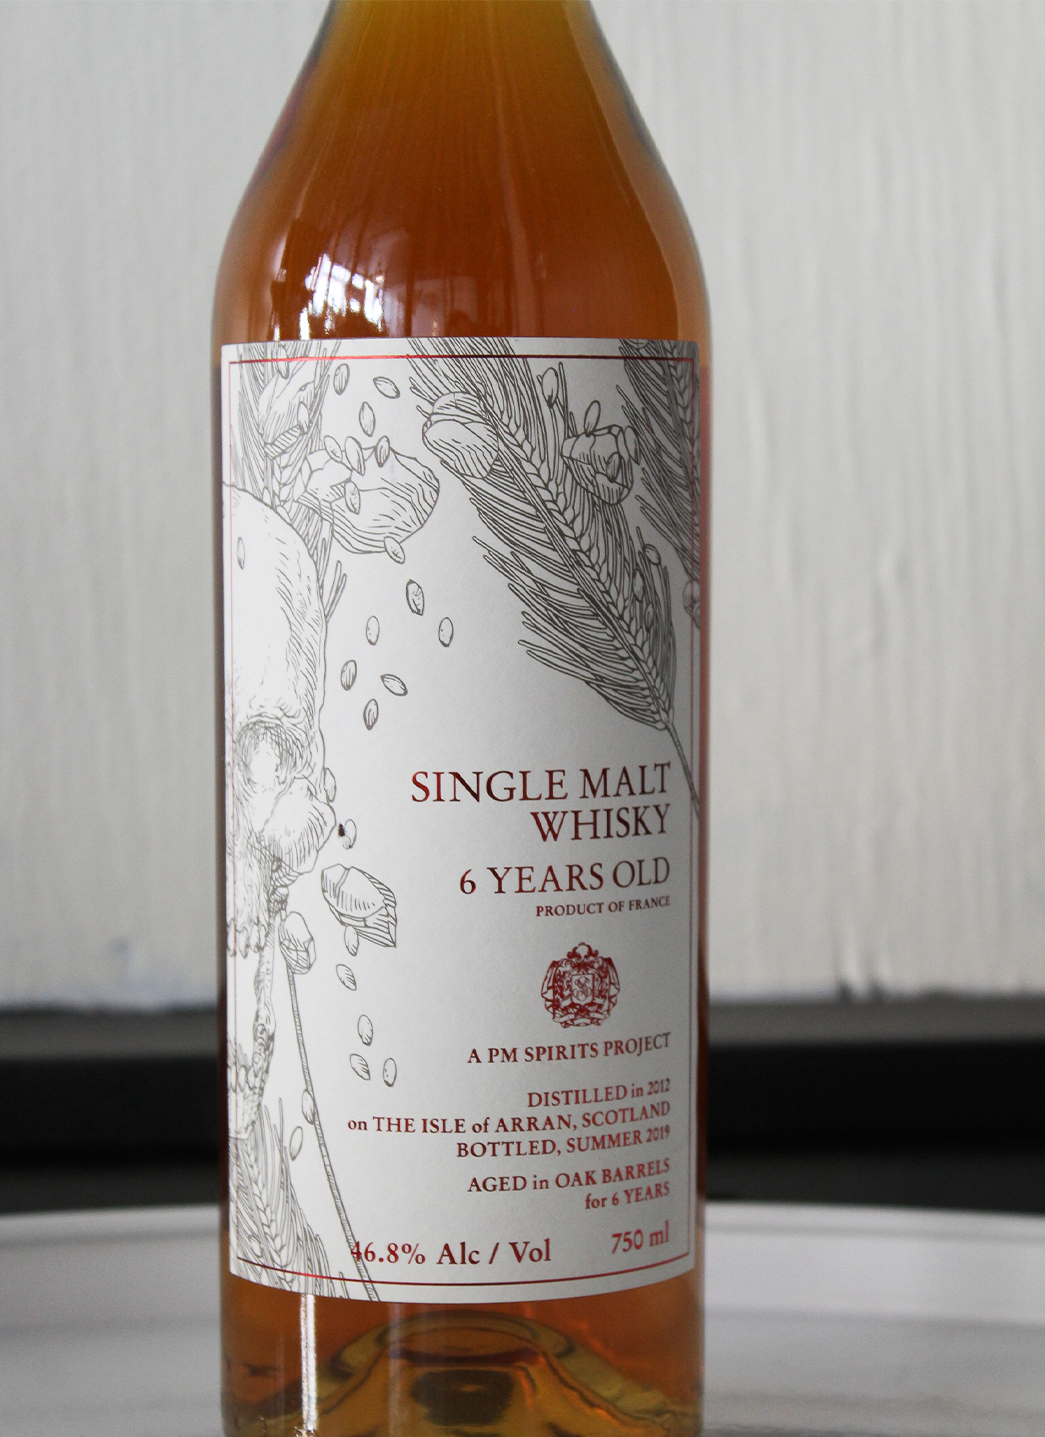 SINGLE MALT
WHISKY
6 YEARS OLD
PRODUCT OF FRANCE
A PM SPIRITS PROJECT
DISTILLED in 2012
on THE ISLE of ARRAN, SCOTLAND
BOTTLED, SUMMER 2019
AGED in OAK BARRELS
for 6 YEARS
46.8% Alc / Vol 750 ml